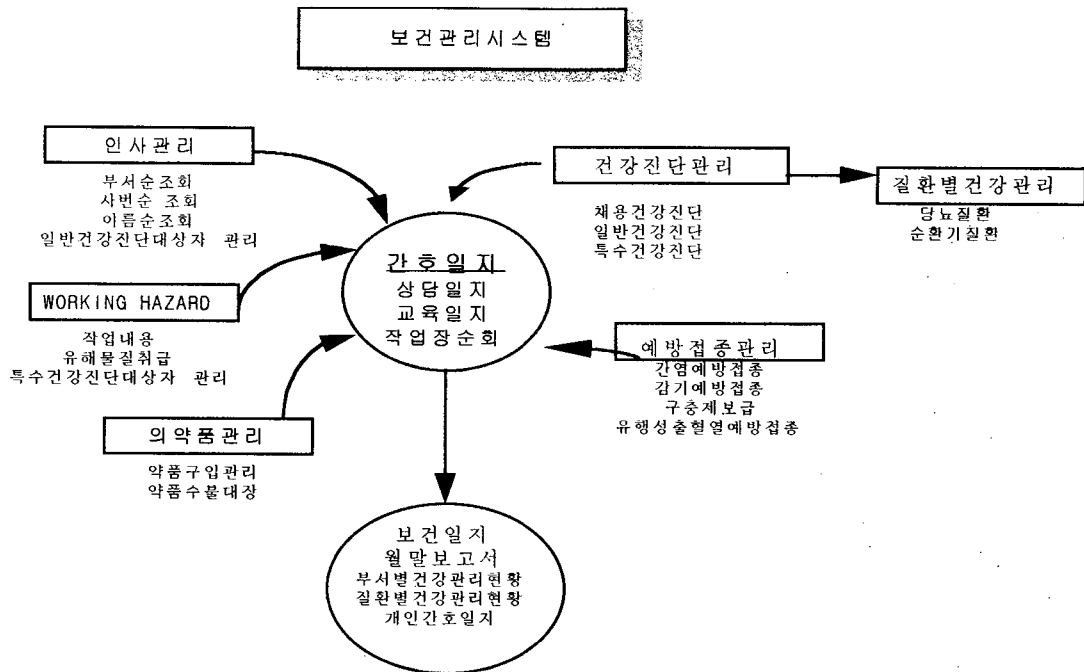 보건관리시스템
인사관리
부서순조회
사번순 조회
이름순조회
일반건강진단대상자 관리
건강진단관리
채용건강진단
일반건강진단
특수건강진단
질환별건강관리
당뇨질환
순환기질환
간호일지
상담일지
교육일지
작업장순회
WORKING HAZARD
작업내용
유해물질취급
특수건강진단대상자 관리
예방접종관리
간염예방접종
감기예방접종
구충제보급
유행성출혈열예방접종
의약품관리
약품구입관리
약품수불대장
보건일지
월말보고서
부서별건강관리현황
질환별건강관리현황
개인간호일지